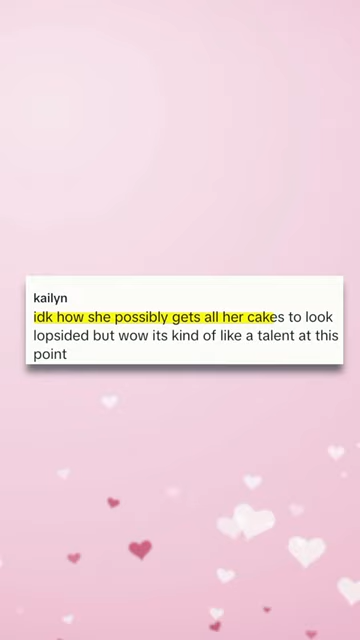 kailyn
idk how she possibly gets all her cakes to look
lopsided but wow its kind of like a talent at this
point